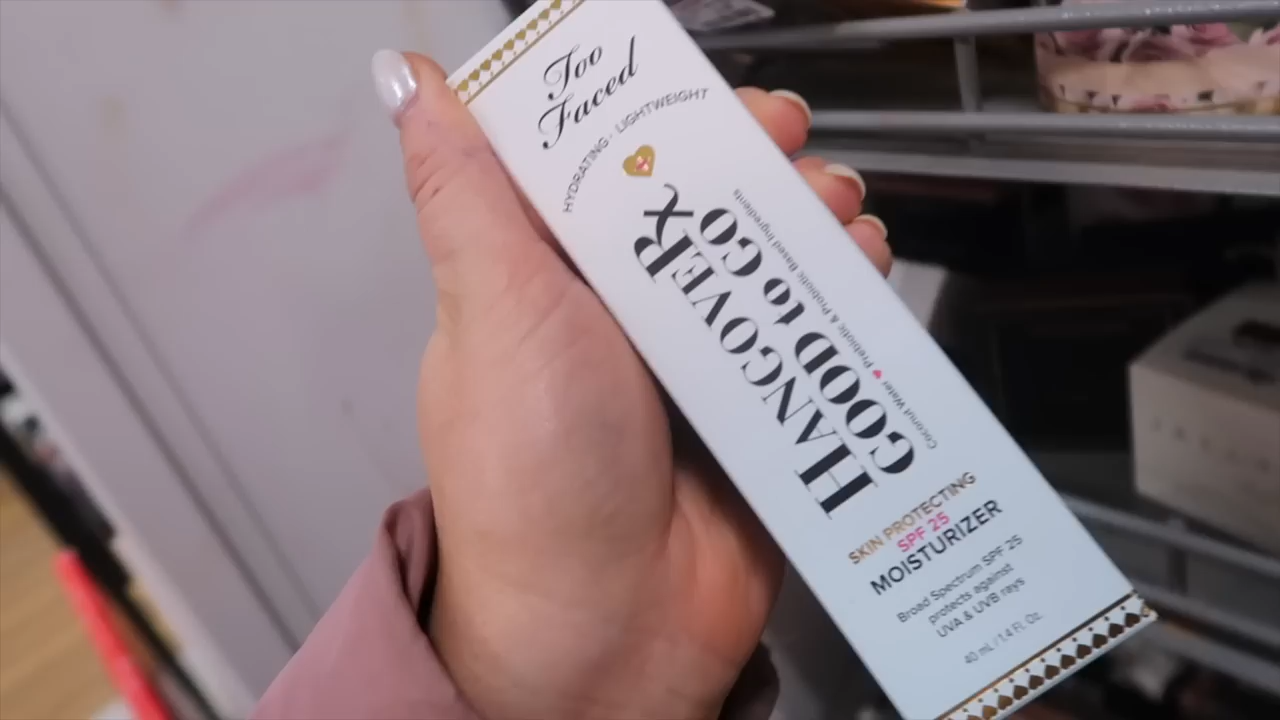 Too
Faced
HYDRATING · LIGHTWEIGHT
HANGOVER℞
GOOD to GO
Coconut Water ♥ Prebiotic & Probiotic Based Ingredients
SKIN PROTECTING
SPF 25
MOISTURIZER
Broad Spectrum SPF 25
protects against
UVA & UVB rays
40 mL / 1.4 Fl. Oz.